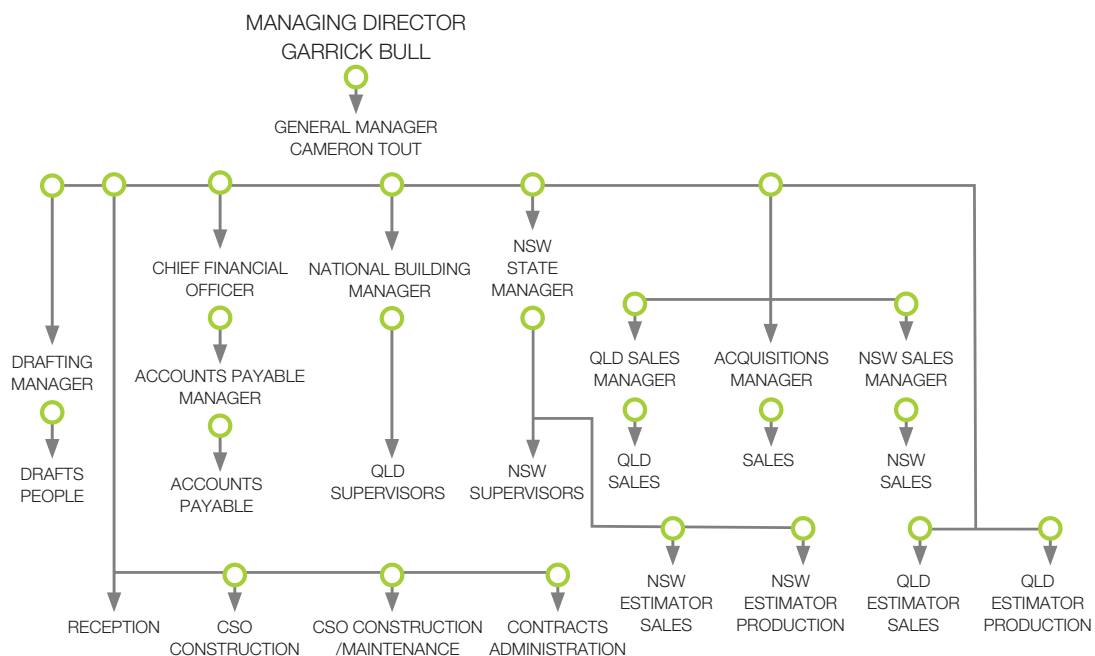 MANAGING DIRECTOR
GARRICK BULL
GENERAL MANAGER
CAMERON TOUT
CHIEF FINANCIAL
OFFICER
NATIONAL BUILDING
MANAGER
NSW
STATE
MANAGER
DRAFTING
MANAGER
ACCOUNTS PAYABLE
MANAGER
QLD SALES
MANAGER
ACQUISITIONS
MANAGER
NSW SALES
MANAGER
DRAFTS
PEOPLE
ACCOUNTS
PAYABLE
QLD
SUPERVISORS
NSW
SUPERVISORS
QLD
SALES
SALES
NSW
SALES
RECEPTION
CSO
CONSTRUCTION
CSO CONSTRUCTION
/MAINTENANCE
CONTRACTS
ADMINISTRATION
NSW
ESTIMATOR
SALES
NSW
ESTIMATOR
PRODUCTION
QLD
ESTIMATOR
SALES
QLD
ESTIMATOR
PRODUCTION